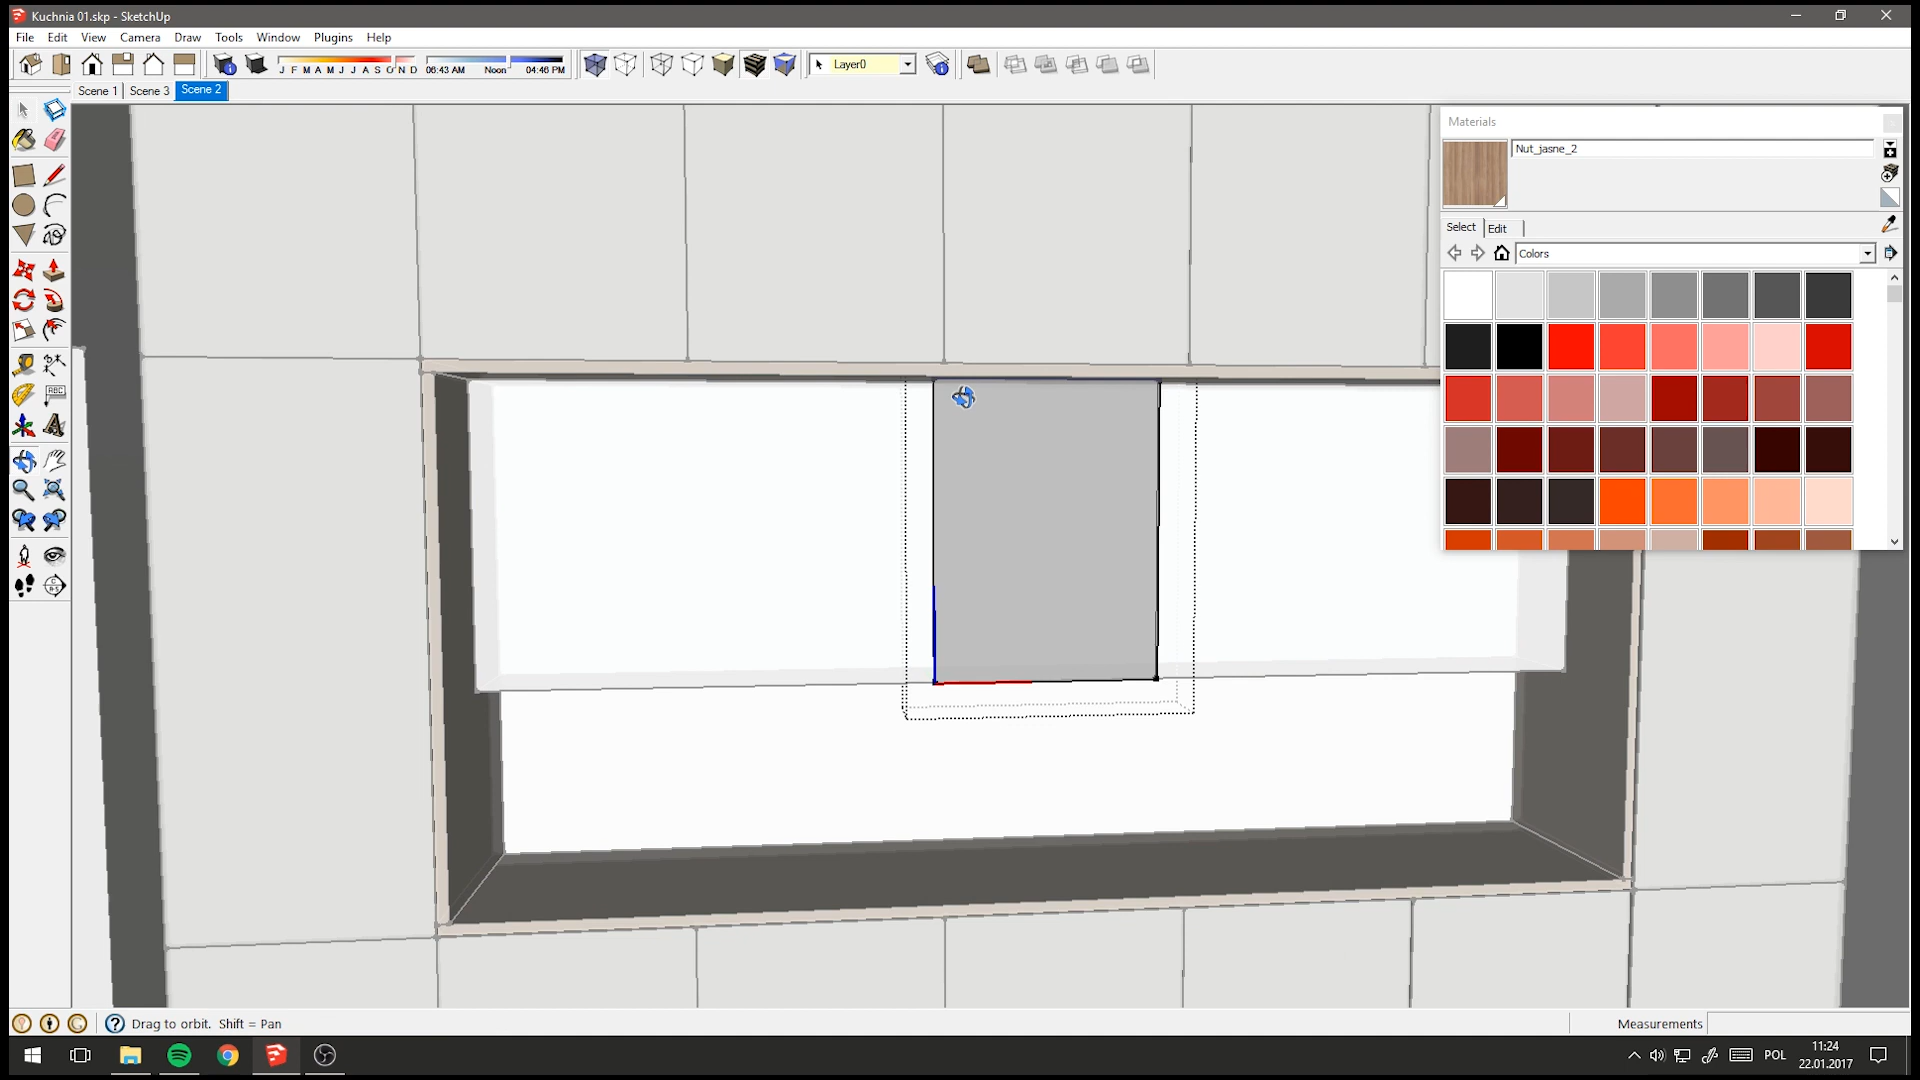 Kuchnia 01.skp - SketchUp
File Edit View Camera Draw Tools Window Plugins Help
J F M A M J J A S O N D 06:43 AM Noon 04:46 PM Layer0
Scene 1 Scene 3 Scene 2
Materials
Nut_jasne_2
Select Edit
Colors
ABC
Drag to orbit. Shift = Pan
Measurements
POL
11:24
22.01.2017